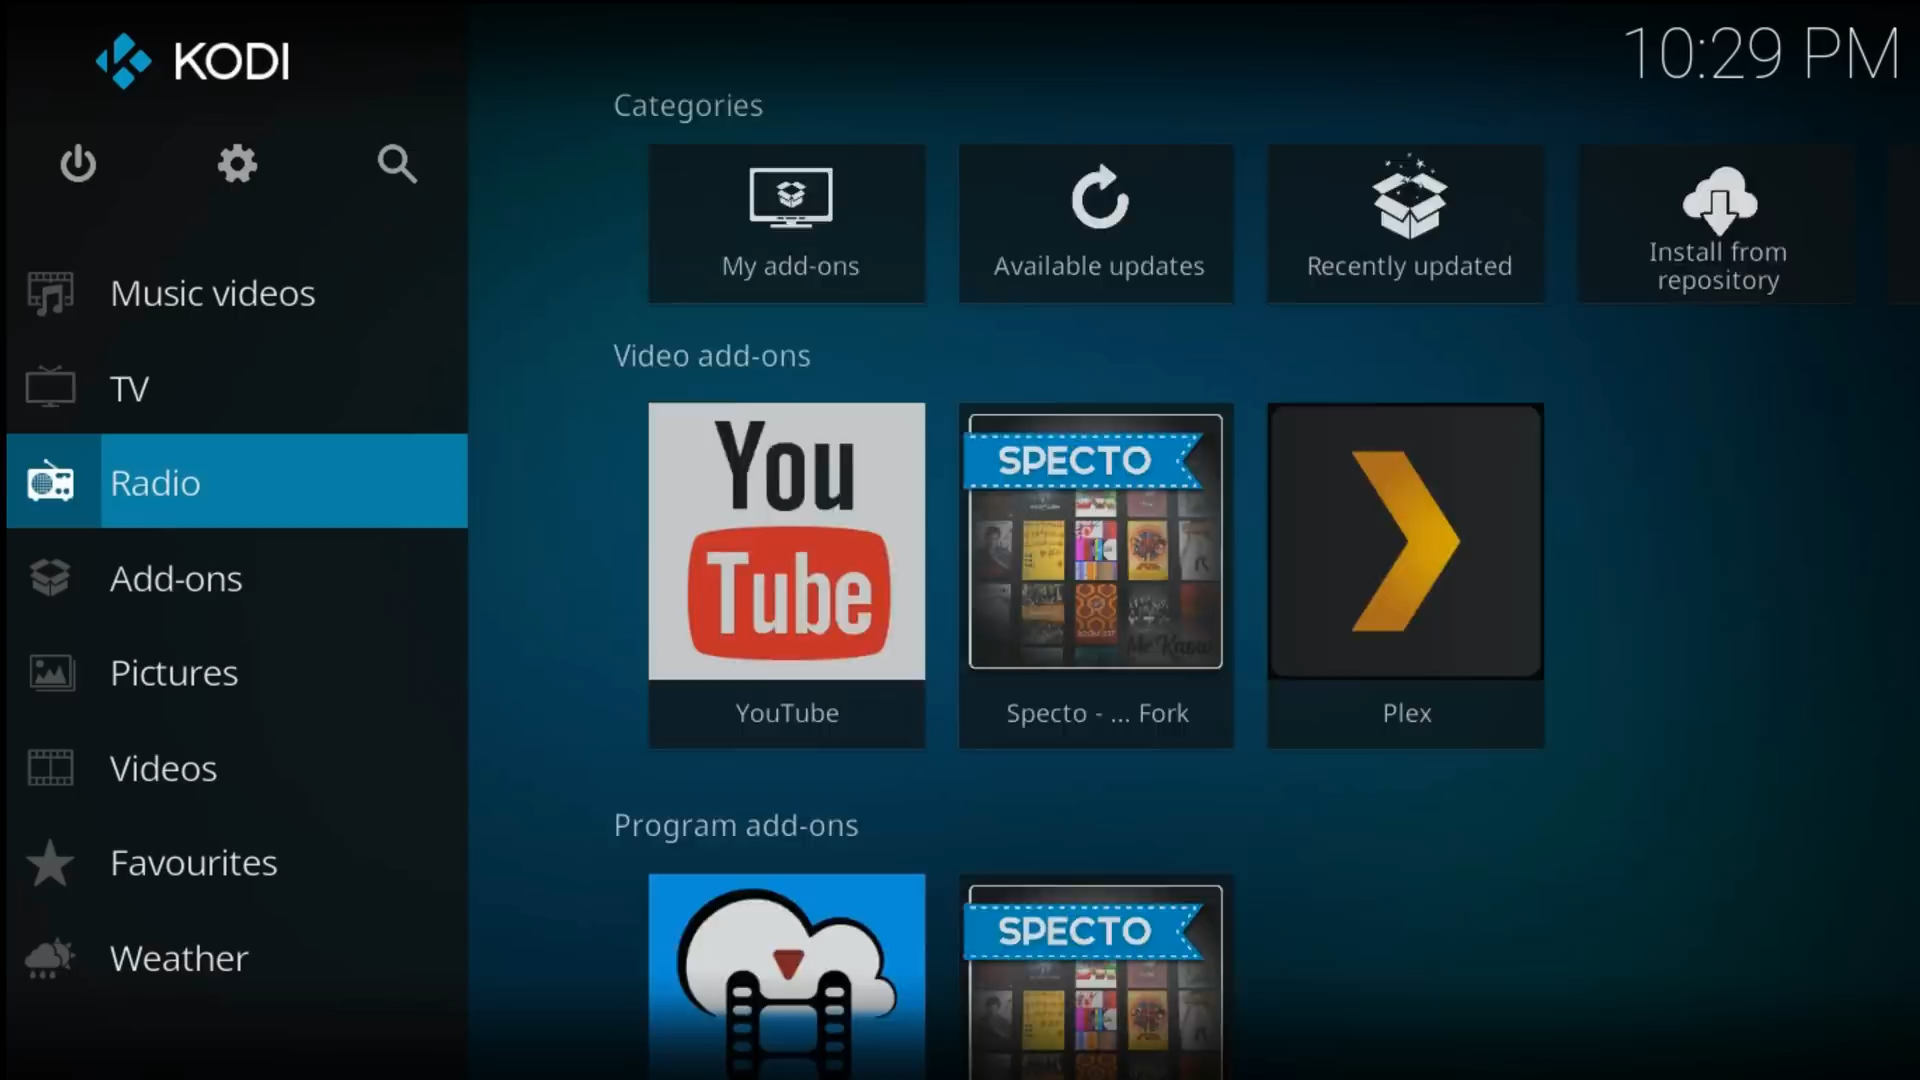 KODI
10:29 PM
Music videos
TV
Radio
Add-ons
Pictures
Videos
Favourites
Weather
Categories
My add-ons
Available updates
Recently updated
Install from
repository
Video add-ons
You
Tube
YouTube
SPECTO
Specto - ... Fork
Plex
Program add-ons
SPECTO